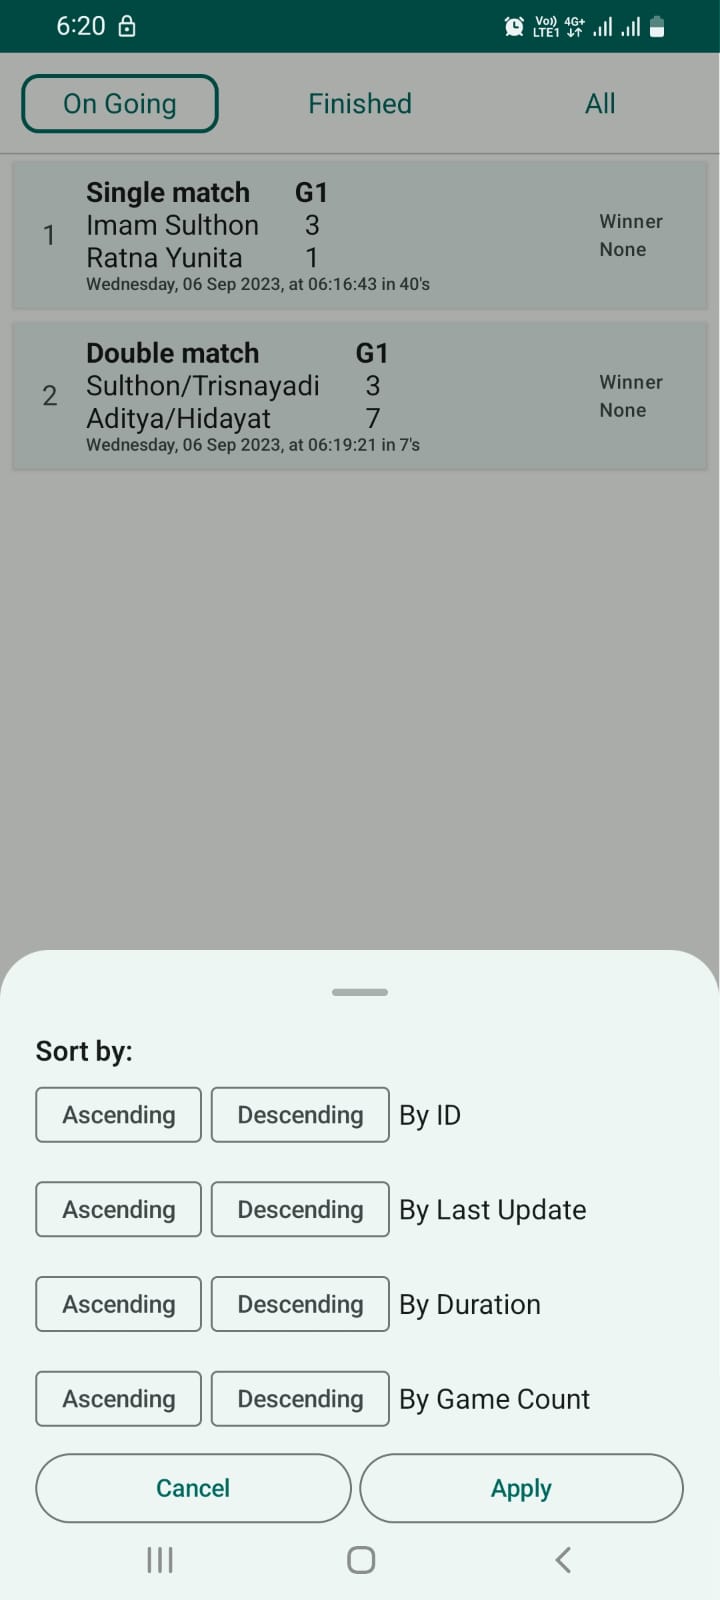 6:20 Vo)) LTE1 4G+
On Going Finished All
Single match G1
1 Imam Sulthon 3 Winner
Ratna Yunita 1 None
Wednesday, 06 Sep 2023, at 06:16:43 in 40's
Double match G1
2 Sulthon/Trisnayadi 3 Winner
Aditya/Hidayat 7 None
Wednesday, 06 Sep 2023, at 06:19:21 in 7's
Sort by:
Ascending Descending By ID
Ascending Descending By Last Update
Ascending Descending By Duration
Ascending Descending By Game Count
Cancel Apply